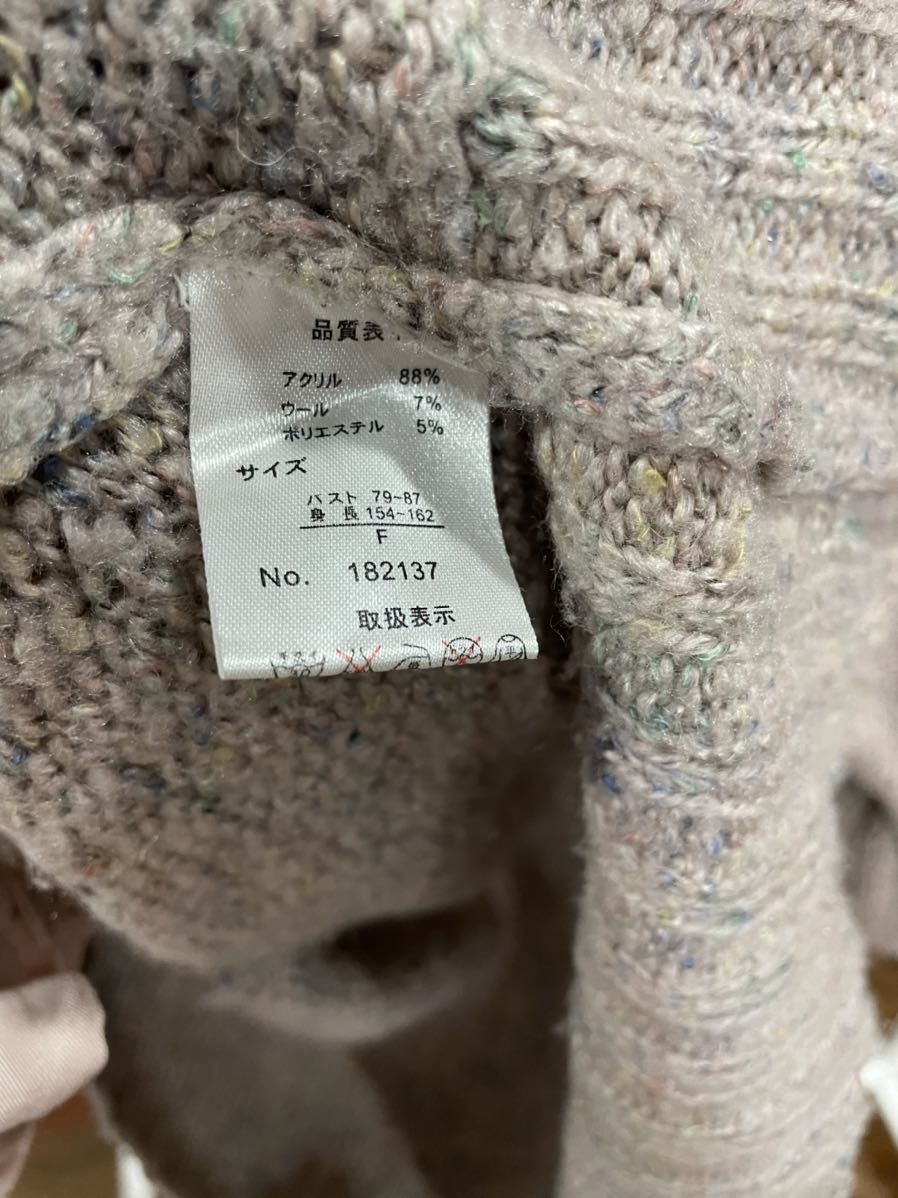 品質表
アクリル 88%
ウール 7%
ポリエステル 5%
サイズ
バスト 79~87
身長 154~162
F
No. 182137
取扱表示